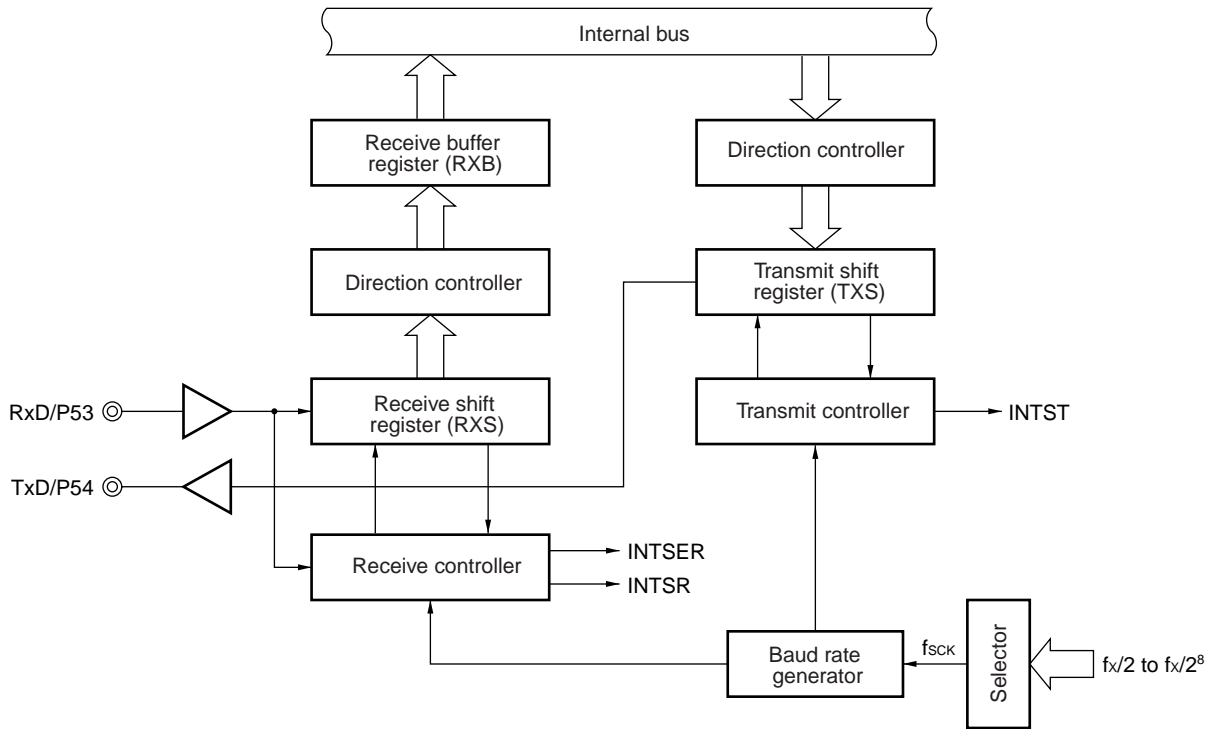 Internal bus
Receive buffer
register (RXB)
Direction controller
Direction controller
Transmit shift
register (TXS)
RxD/P53
Receive shift
register (RXS)
Transmit controller
INTST
TxD/P54
Receive controller
INTSER
INTSR
Baud rate
generator
fSCK
Selector
fX/2 to fX/2⁸